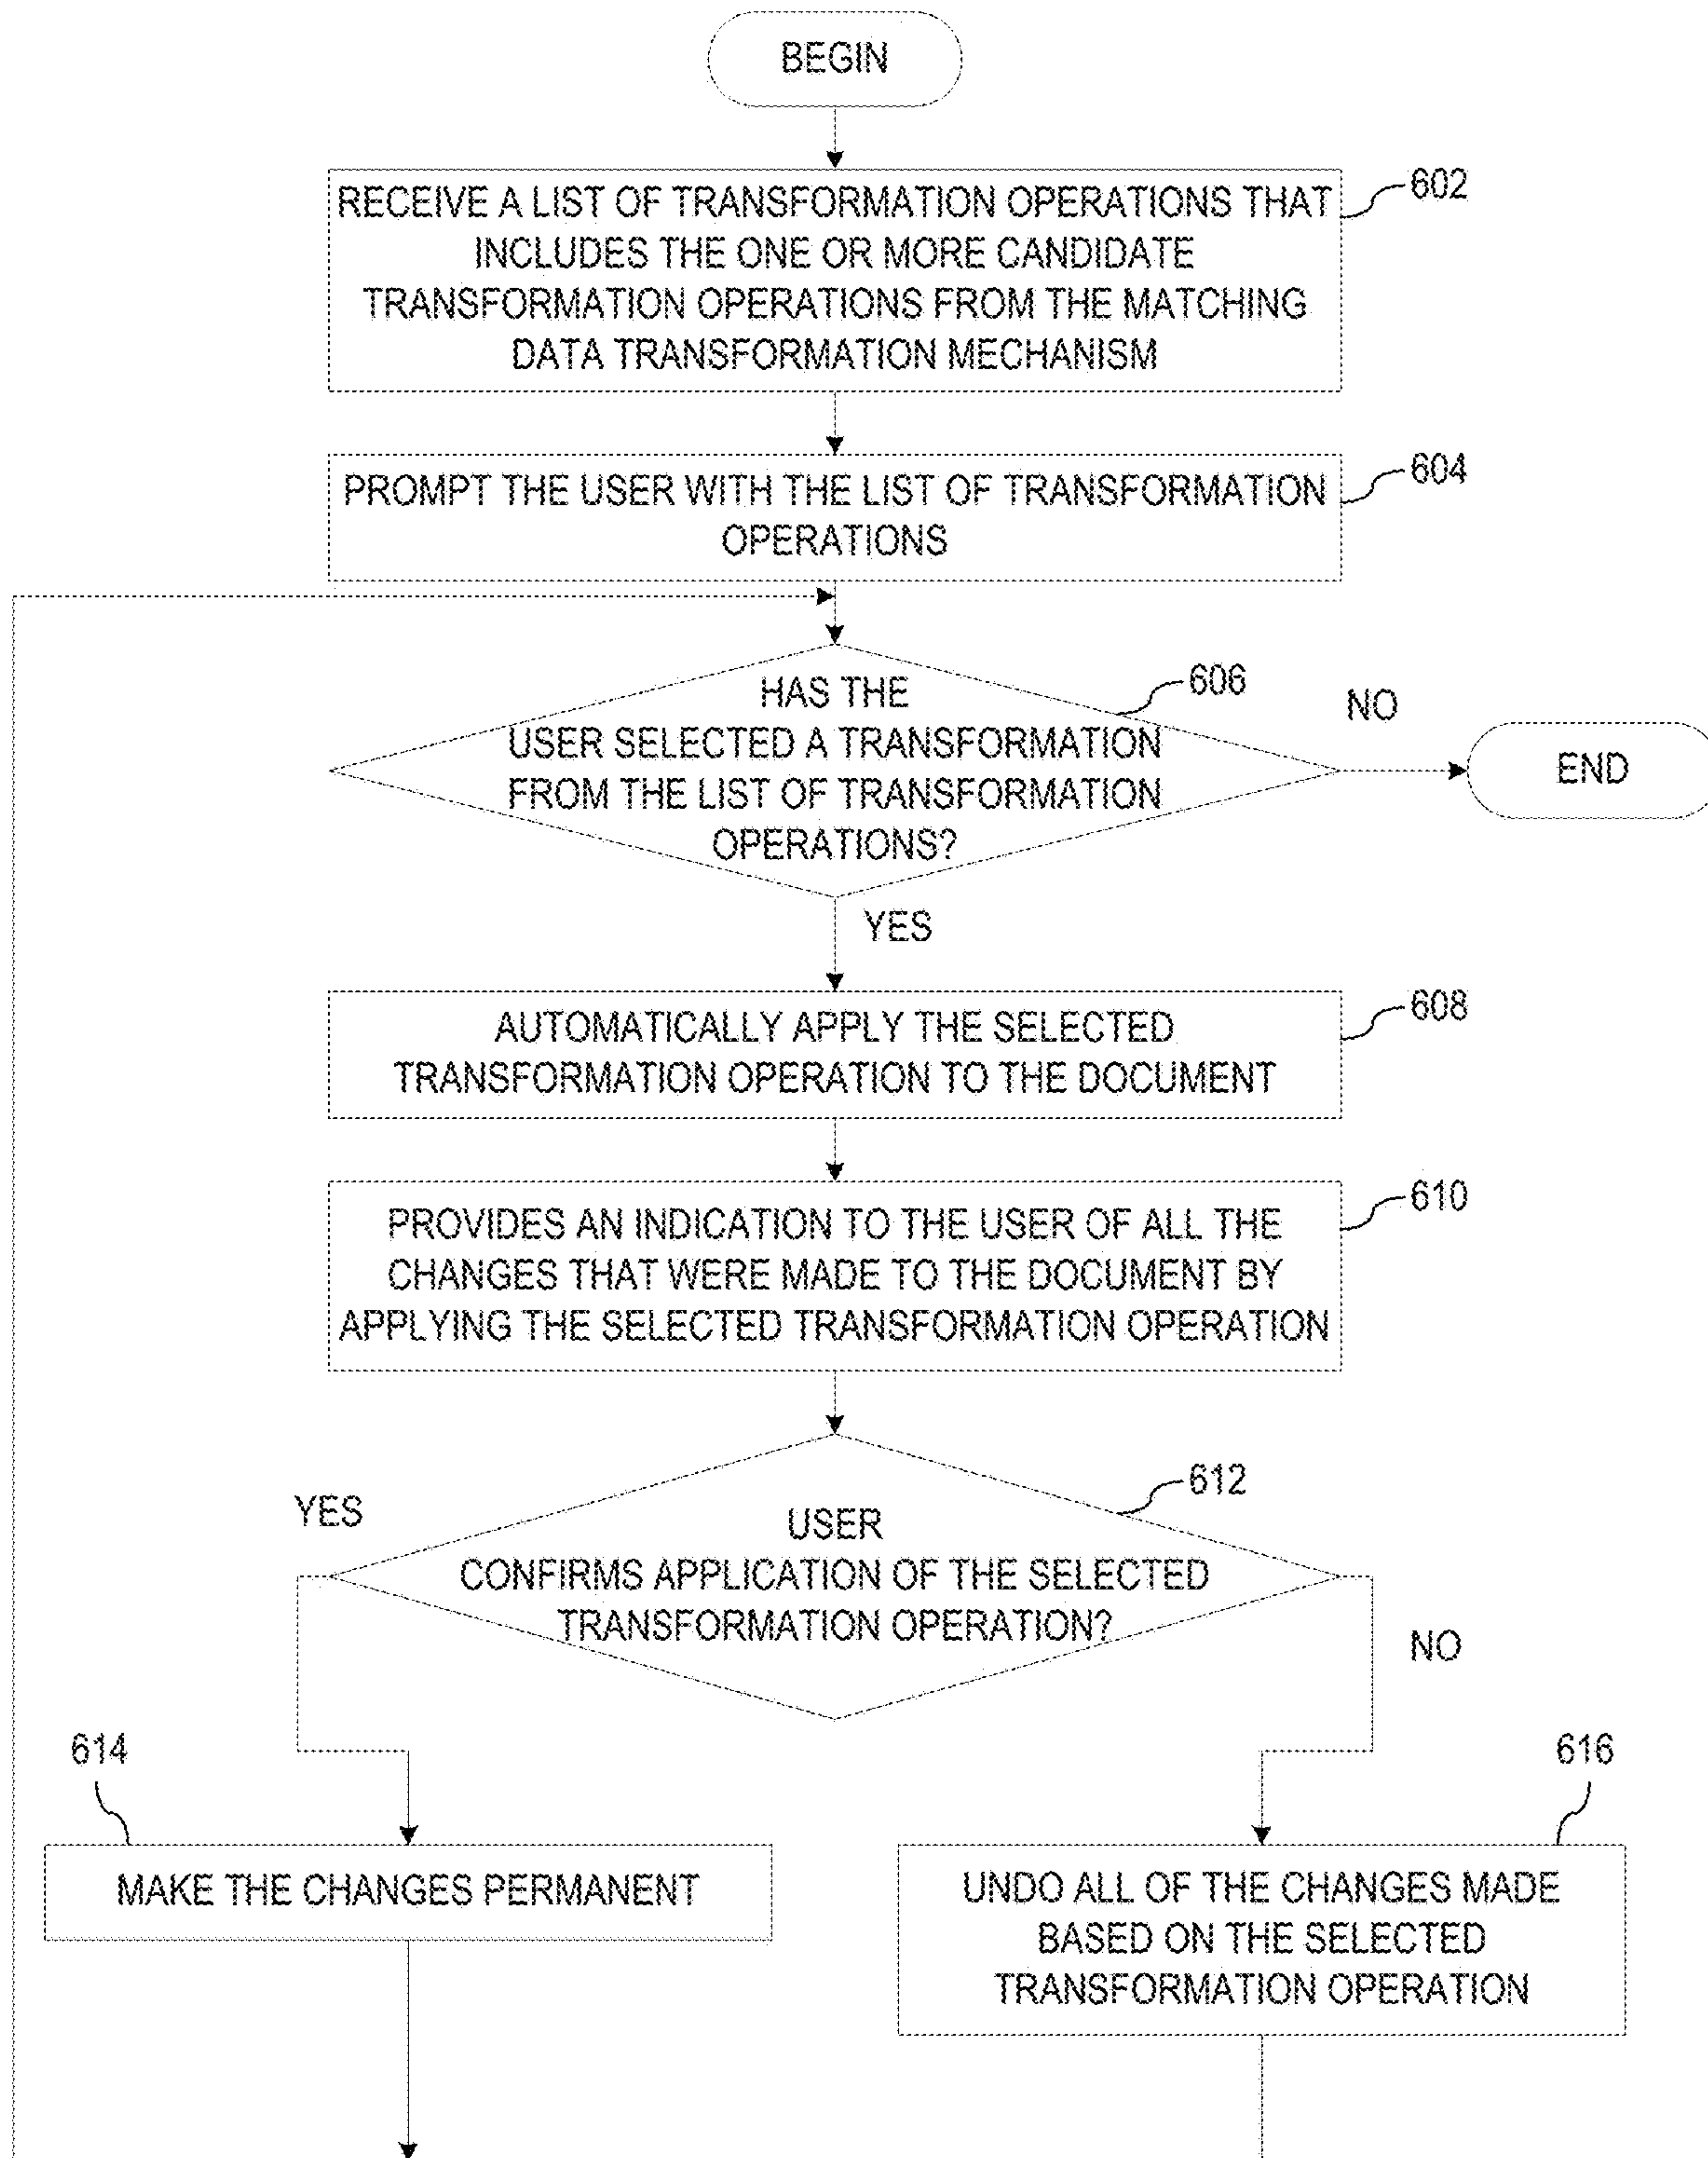 BEGIN
RECEIVE A LIST OF TRANSFORMATION OPERATIONS THAT
INCLUDES THE ONE OR MORE CANDIDATE
TRANSFORMATION OPERATIONS FROM THE MATCHING
DATA TRANSFORMATION MECHANISM
602
PROMPT THE USER WITH THE LIST OF TRANSFORMATION
OPERATIONS
604
HAS THE
USER SELECTED A TRANSFORMATION
FROM THE LIST OF TRANSFORMATION
OPERATIONS?
606
NO
END
YES
AUTOMATICALLY APPLY THE SELECTED
TRANSFORMATION OPERATION TO THE DOCUMENT
608
PROVIDES AN INDICATION TO THE USER OF ALL THE
CHANGES THAT WERE MADE TO THE DOCUMENT BY
APPLYING THE SELECTED TRANSFORMATION OPERATION
610
USER
CONFIRMS APPLICATION OF THE SELECTED
TRANSFORMATION OPERATION?
612
YES
NO
614
MAKE THE CHANGES PERMANENT
616
UNDO ALL OF THE CHANGES MADE
BASED ON THE SELECTED
TRANSFORMATION OPERATION